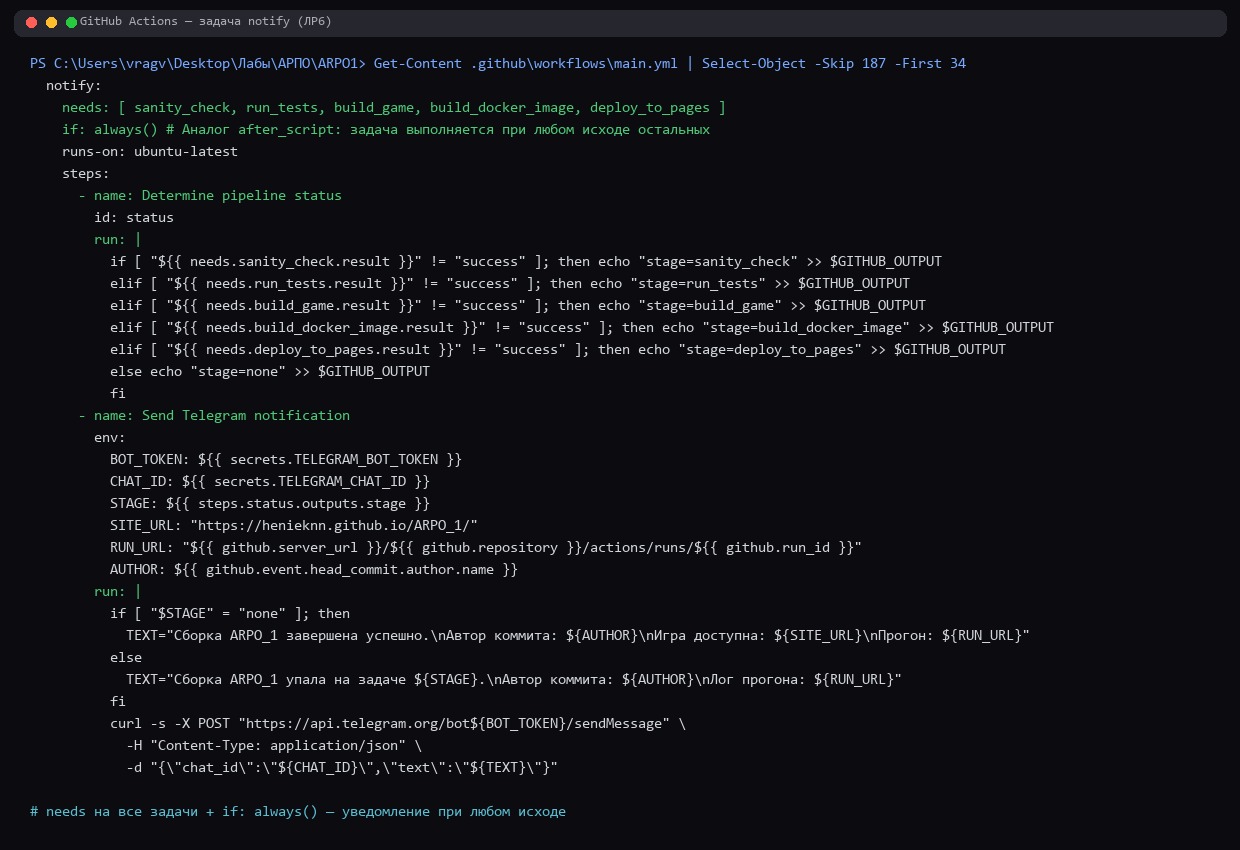 GitHub Actions — задача notify (ЛР6)
PS C:\Users\vragv\Desktop\Лабы\АРПО\ARPO1> Get-Content .github\workflows\main.yml | Select-Object -Skip 187 -First 34
  notify:
    needs: [ sanity_check, run_tests, build_game, build_docker_image, deploy_to_pages ]
    if: always() # Аналог after_script: задача выполняется при любом исходе остальных
    runs-on: ubuntu-latest
    steps:
      - name: Determine pipeline status
        id: status
        run: |
          if [ "${{ needs.sanity_check.result }}" != "success" ]; then echo "stage=sanity_check" >> $GITHUB_OUTPUT
          elif [ "${{ needs.run_tests.result }}" != "success" ]; then echo "stage=run_tests" >> $GITHUB_OUTPUT
          elif [ "${{ needs.build_game.result }}" != "success" ]; then echo "stage=build_game" >> $GITHUB_OUTPUT
          elif [ "${{ needs.build_docker_image.result }}" != "success" ]; then echo "stage=build_docker_image" >> $GITHUB_OUTPUT
          elif [ "${{ needs.deploy_to_pages.result }}" != "success" ]; then echo "stage=deploy_to_pages" >> $GITHUB_OUTPUT
          else echo "stage=none" >> $GITHUB_OUTPUT
          fi
      - name: Send Telegram notification
        env:
          BOT_TOKEN: ${{ secrets.TELEGRAM_BOT_TOKEN }}
          CHAT_ID: ${{ secrets.TELEGRAM_CHAT_ID }}
          STAGE: ${{ steps.status.outputs.stage }}
          SITE_URL: "https://henieknn.github.io/ARPO_1/"
          RUN_URL: "${{ github.server_url }}/${{ github.repository }}/actions/runs/${{ github.run_id }}"
          AUTHOR: ${{ github.event.head_commit.author.name }}
        run: |
          if [ "$STAGE" = "none" ]; then
            TEXT="Сборка ARPO_1 завершена успешно.\nАвтор коммита: ${AUTHOR}\nИгра доступна: ${SITE_URL}\nПрогон: ${RUN_URL}"
          else
            TEXT="Сборка ARPO_1 упала на задаче ${STAGE}.\nАвтор коммита: ${AUTHOR}\nЛог прогона: ${RUN_URL}"
          fi
          curl -s -X POST "https://api.telegram.org/bot${BOT_TOKEN}/sendMessage" \
            -H "Content-Type: application/json" \
            -d "{\"chat_id\":\"${CHAT_ID}\",\"text\":\"${TEXT}\"}"
# needs на все задачи + if: always() — уведомление при любом исходе